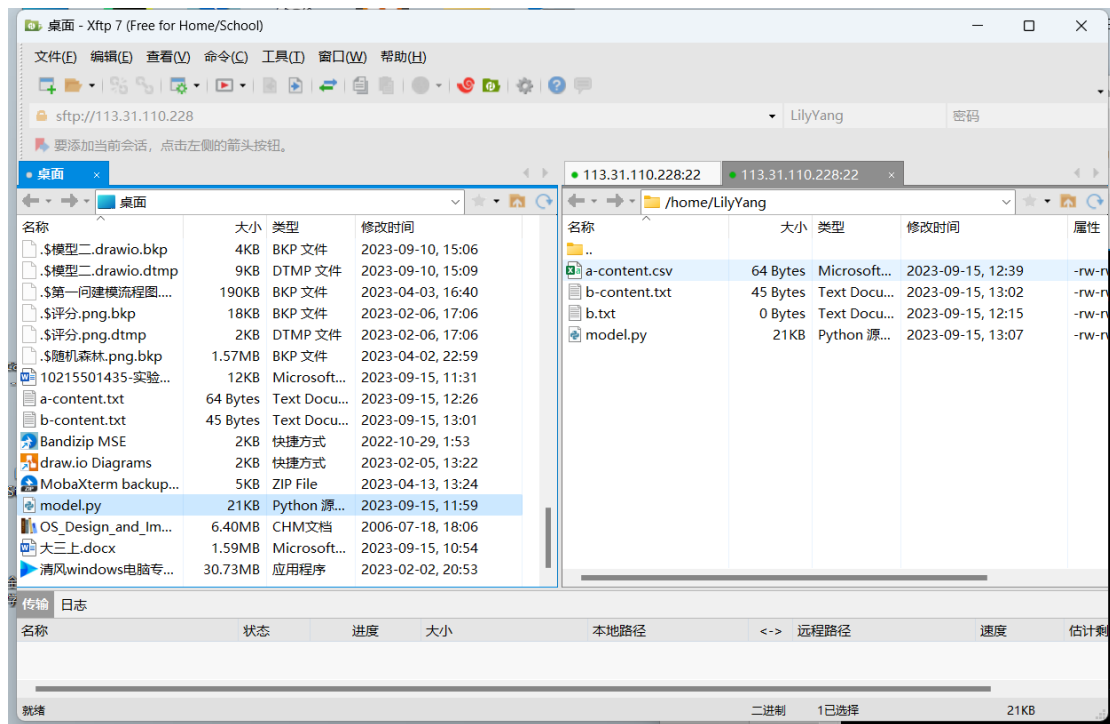 桌面 - Xftp 7 (Free for Home/School)
文件(F) 编辑(E) 查看(V) 命令(C) 工具(T) 窗口(W) 帮助(H)
sftp://113.31.110.228 LilyYang 密码
要添加当前会话，点击左侧的箭头按钮。
桌面 × 113.31.110.228:22 113.31.110.228:22 ×
桌面 /home/LilyYang
名称 大小 类型 修改时间 名称 大小 类型 修改时间 属性
.$模型二.drawio.bkp 4KB BKP 文件 2023-09-10, 15:06 ..
.$模型二.drawio.dtmp 9KB DTMP 文件 2023-09-10, 15:09 a-content.csv 64 Bytes Microsoft... 2023-09-15, 12:39 -rw-r
.$第一问建模流程图.... 190KB BKP 文件 2023-04-03, 16:40 b-content.txt 45 Bytes Text Docu... 2023-09-15, 13:02 -rw-r
.$评分.png.bkp 18KB BKP 文件 2023-02-06, 17:06 b.txt 0 Bytes Text Docu... 2023-09-15, 12:15 -rw-r
.$评分.png.dtmp 2KB DTMP 文件 2023-02-06, 17:06 model.py 21KB Python 源... 2023-09-15, 13:07 -rw-r
.$随机森林.png.bkp 1.57MB BKP 文件 2023-04-02, 22:59
10215501435-实验... 12KB Microsoft... 2023-09-15, 11:31
a-content.txt 64 Bytes Text Docu... 2023-09-15, 12:26
b-content.txt 45 Bytes Text Docu... 2023-09-15, 13:01
Bandizip MSE 2KB 快捷方式 2022-10-29, 1:53
draw.io Diagrams 2KB 快捷方式 2023-02-05, 13:22
MobaXterm backup... 5KB ZIP File 2023-04-13, 13:24
model.py 21KB Python 源... 2023-09-15, 11:59
OS_Design_and_Im... 6.40MB CHM文档 2006-07-18, 18:06
大三上.docx 1.59MB Microsoft... 2023-09-15, 10:54
清风windows电脑专... 30.73MB 应用程序 2023-02-02, 20:53
传输 日志
名称 状态 进度 大小 本地路径 <-> 远程路径 速度 估计剩
就绪 二进制 1已选择 21KB